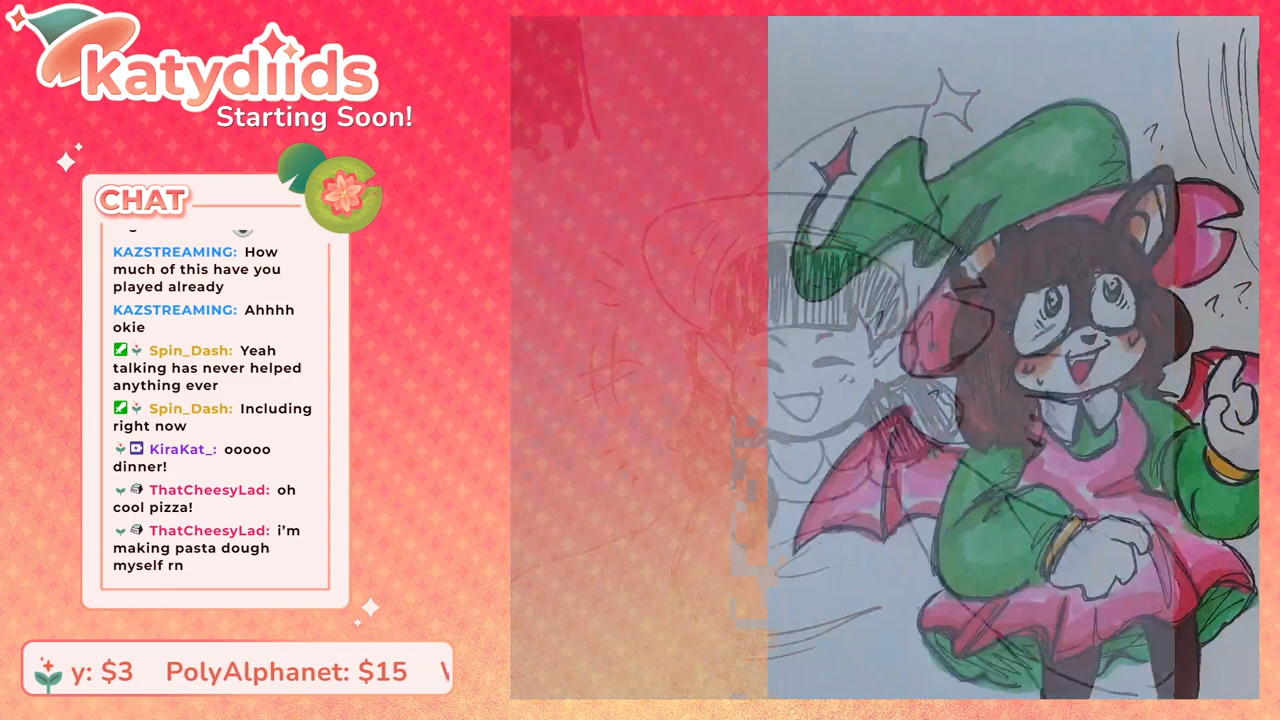 Katydiids
Starting Soon!
CHAT
KAZSTREAMING: How
much of this have you
played already
KAZSTREAMING: Ahhhh
okie
Spin_Dash: Yeah
talking has never helped
anything ever
Spin_Dash: Including
right now
KiraKat_: ooooo
dinner!
ThatCheesyLad: oh
cool pizza!
ThatCheesyLad: i'm
making pasta dough
myself rn
y: $3 PolyAlphanet: $15
? ? ?